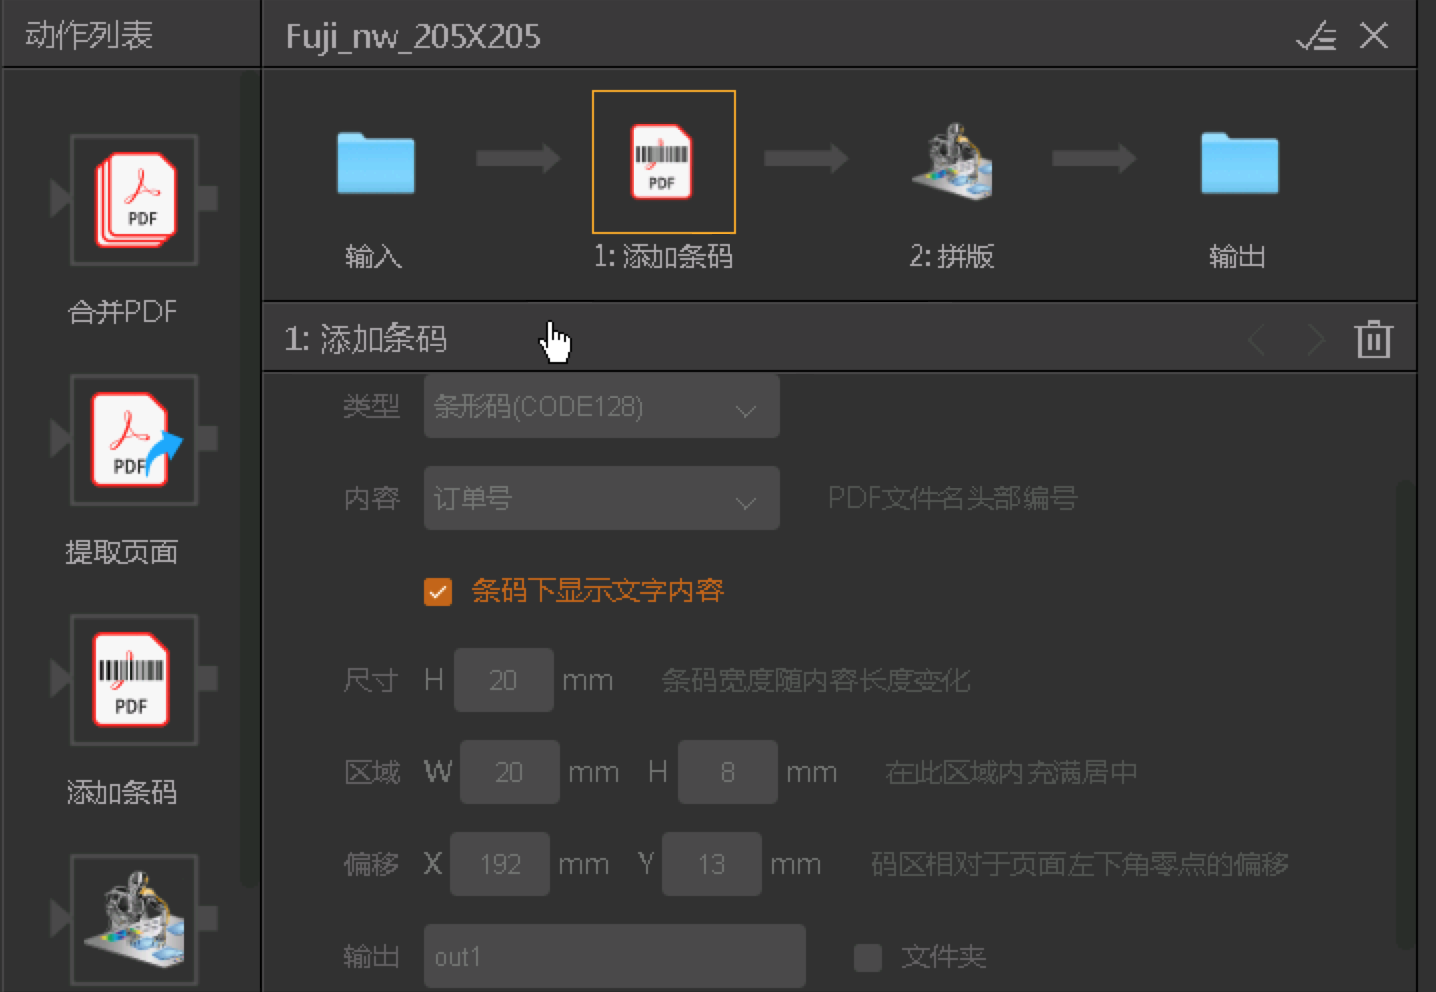 动作列表
Fuji_nw_205X205
PDF
合并PDF
PDF
提取页面
PDF
添加条码
输入
PDF
1: 添加条码
2: 拼版
输出
1: 添加条码
类型 条形码(CODE128)
内容 订单号 PDF文件名头部编号
条码下显示文字内容
尺寸 H 20 mm 条码宽度随内容长度变化
区域 W 20 mm H 8 mm 在此区域内充满居中
偏移 X 192 mm Y 13 mm 码区相对于页面左下角零点的偏移
输出 out1 文件夹